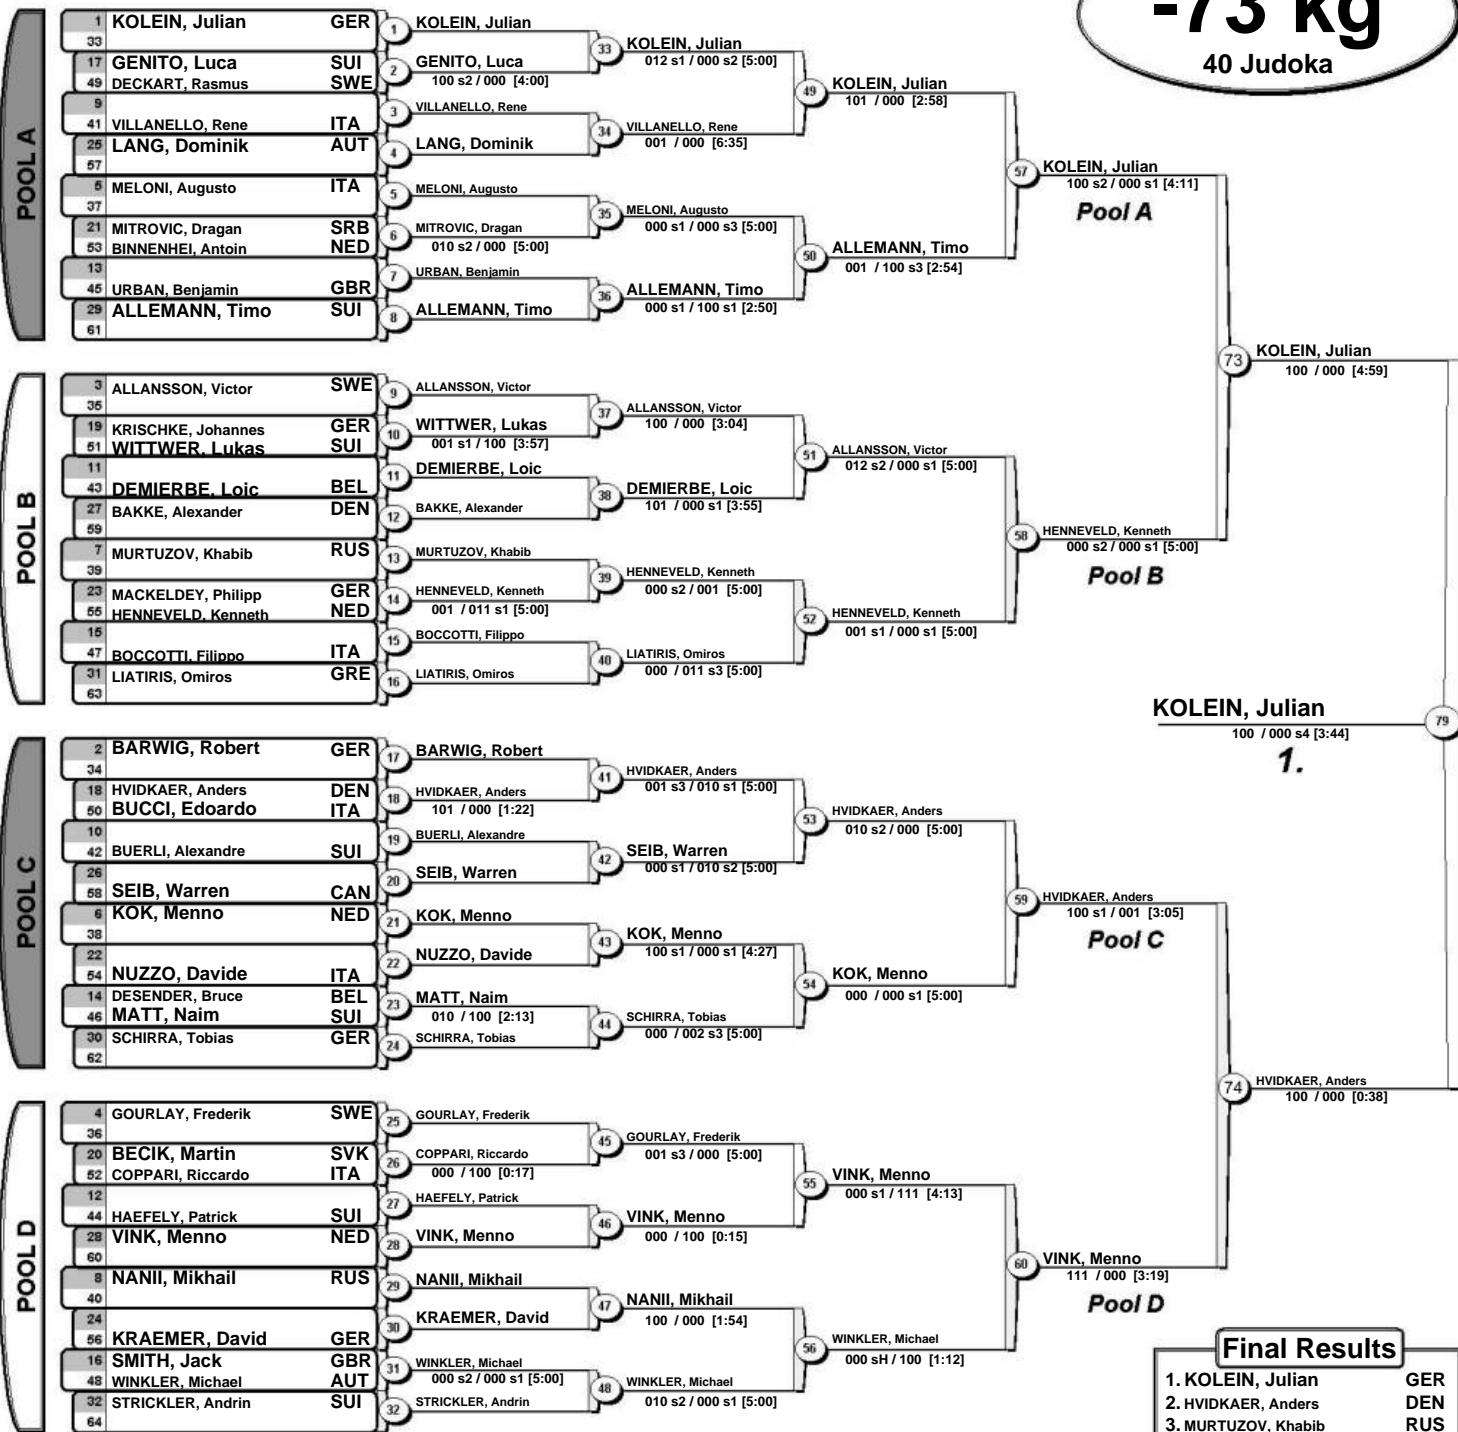 -73 kg
40 Judoka
POOL A
1 KOLEIN, Julian GER
33
17 GENITO, Luca SUI
49 DECKART, Rasmus SWE
9
41 VILLANELLO, Rene ITA
25 LANG, Dominik AUT
57
5 MELONI, Augusto ITA
37
21 MITROVIC, Dragan SRB
53 BINNENHEI, Antoin NED
13
45 URBAN, Benjamin GBR
29 ALLEMANN, Timo SUI
61
1 KOLEIN, Julian
2 GENITO, Luca
100 s2 / 000 [4:00]
3 VILLANELLO, Rene
4 LANG, Dominik
5 MELONI, Augusto
6 MITROVIC, Dragan
010 s2 / 000 [5:00]
7 URBAN, Benjamin
8 ALLEMANN, Timo
33 KOLEIN, Julian
012 s1 / 000 s2 [5:00]
34 VILLANELLO, Rene
001 / 000 [6:35]
35 MELONI, Augusto
000 s1 / 000 s3 [5:00]
36 ALLEMANN, Timo
000 s1 / 100 s1 [2:50]
49 KOLEIN, Julian
101 / 000 [2:58]
50 ALLEMANN, Timo
001 / 100 s3 [2:54]
57 KOLEIN, Julian
100 s2 / 000 s1 [4:11]
Pool A
POOL B
3 ALLANSSON, Victor SWE
35
19 KRISCHKE, Johannes GER
51 WITTWER, Lukas SUI
11
43 DEMIERBE, Loic BEL
27 BAKKE, Alexander DEN
59
7 MURTUZOV, Khabib RUS
39
23 MACKELDEY, Philipp GER
55 HENNEVELD, Kenneth NED
15
47 BOCCOTTI, Filippo ITA
31 LIATIRIS, Omiros GRE
63
9 ALLANSSON, Victor
10 WITTWER, Lukas
001 s1 / 100 [3:57]
11 DEMIERBE, Loic
12 BAKKE, Alexander
13 MURTUZOV, Khabib
14 HENNEVELD, Kenneth
001 / 011 s1 [5:00]
15 BOCCOTTI, Filippo
16 LIATIRIS, Omiros
37 ALLANSSON, Victor
100 / 000 [3:04]
38 DEMIERBE, Loic
101 / 000 s1 [3:55]
39 HENNEVELD, Kenneth
000 s2 / 001 [5:00]
40 LIATIRIS, Omiros
000 / 011 s3 [5:00]
51 ALLANSSON, Victor
012 s2 / 000 s1 [5:00]
52 HENNEVELD, Kenneth
001 s1 / 000 s1 [5:00]
58 HENNEVELD, Kenneth
000 s2 / 000 s1 [5:00]
Pool B
73 KOLEIN, Julian
100 / 000 [4:59]
KOLEIN, Julian 79
100 / 000 s4 [3:44]
1.
POOL C
2 BARWIG, Robert GER
34
18 HVIDKAER, Anders DEN
50 BUCCI, Edoardo ITA
10
42 BUERLI, Alexandre SUI
26
58 SEIB, Warren CAN
6 KOK, Menno NED
38
22
54 NUZZO, Davide ITA
14 DESENDER, Bruce BEL
46 MATT, Naim SUI
30 SCHIRRA, Tobias GER
62
17 BARWIG, Robert
18 HVIDKAER, Anders
101 / 000 [1:22]
19 BUERLI, Alexandre
20 SEIB, Warren
21 KOK, Menno
22 NUZZO, Davide
23 MATT, Naim
010 / 100 [2:13]
24 SCHIRRA, Tobias
41 HVIDKAER, Anders
001 s3 / 010 s1 [5:00]
42 SEIB, Warren
000 s1 / 010 s2 [5:00]
43 KOK, Menno
100 s1 / 000 s1 [4:27]
44 SCHIRRA, Tobias
000 / 002 s3 [5:00]
53 HVIDKAER, Anders
010 s2 / 000 [5:00]
54 KOK, Menno
000 / 000 s1 [5:00]
59 HVIDKAER, Anders
100 s1 / 001 [3:05]
Pool C
POOL D
4 GOURLAY, Frederik SWE
36
20 BECIK, Martin SVK
52 COPPARI, Riccardo ITA
12
44 HAEFELY, Patrick SUI
28 VINK, Menno NED
60
8 NANII, Mikhail RUS
40
24
56 KRAEMER, David GER
16 SMITH, Jack GBR
48 WINKLER, Michael AUT
32 STRICKLER, Andrin SUI
64
25 GOURLAY, Frederik
26 COPPARI, Riccardo
000 / 100 [0:17]
27 HAEFELY, Patrick
28 VINK, Menno
29 NANII, Mikhail
30 KRAEMER, David
31 WINKLER, Michael
000 s2 / 000 s1 [5:00]
32 STRICKLER, Andrin
45 GOURLAY, Frederik
001 s3 / 000 [5:00]
46 VINK, Menno
000 / 100 [0:15]
47 NANII, Mikhail
100 / 000 [1:54]
48 WINKLER, Michael
010 s2 / 000 s1 [5:00]
55 VINK, Menno
000 s1 / 111 [4:13]
56 WINKLER, Michael
000 sH / 100 [1:12]
60 VINK, Menno
111 / 000 [3:19]
Pool D
74 HVIDKAER, Anders
100 / 000 [0:38]
Final Results
1. KOLEIN, Julian GER
2. HVIDKAER, Anders DEN
3. MURTUZOV, Khabib RUS